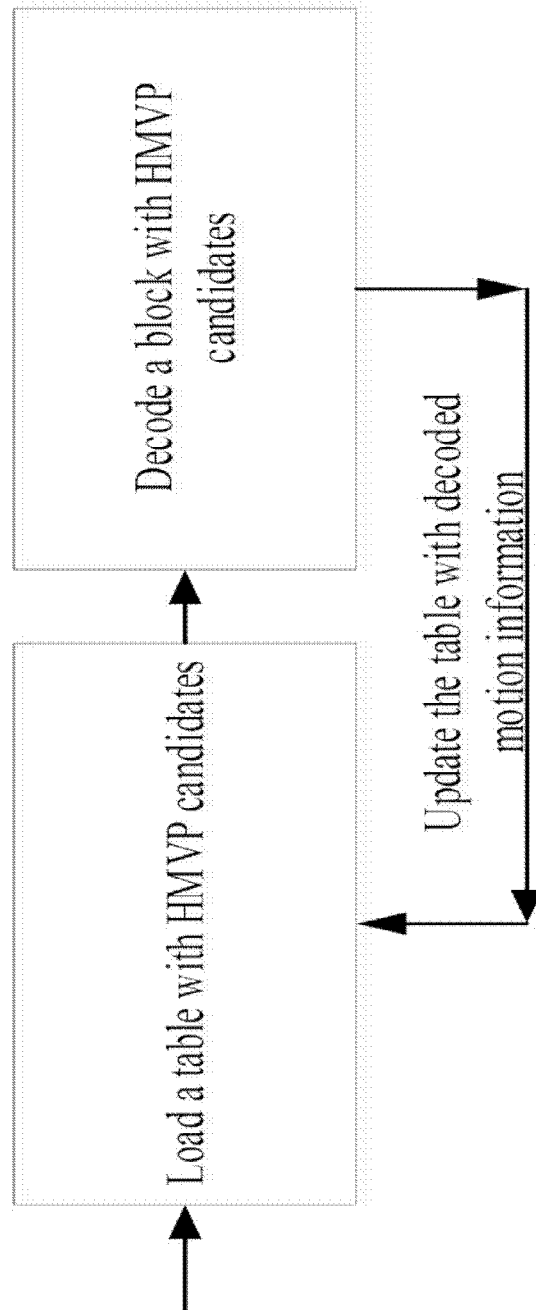 Load a table with HMVP candidates
Decode a block with HMVP
candidates
Update the table with decoded
motion information